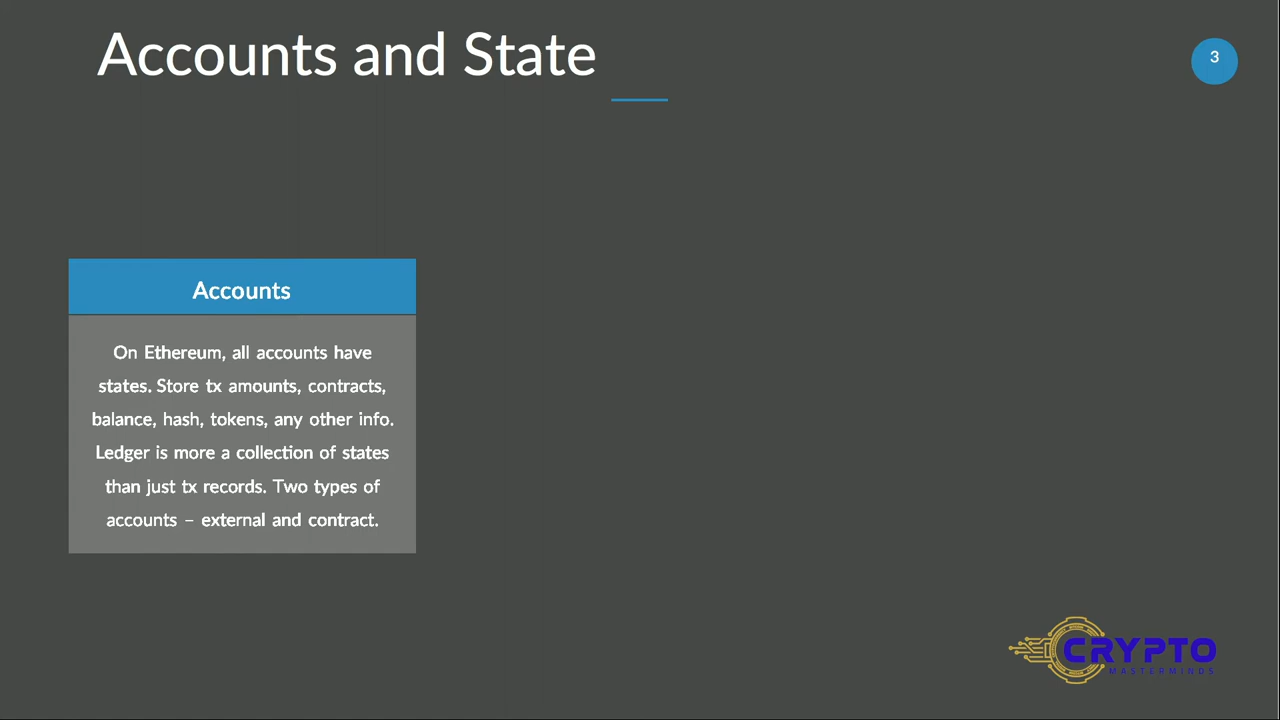 Accounts and State
3
Accounts
On Ethereum, all accounts have
states. Store tx amounts, contracts,
balance, hash, tokens, any other info.
Ledger is more a collection of states
than just tx records. Two types of
accounts – external and contract.
CRYPTO
MASTERMINDS